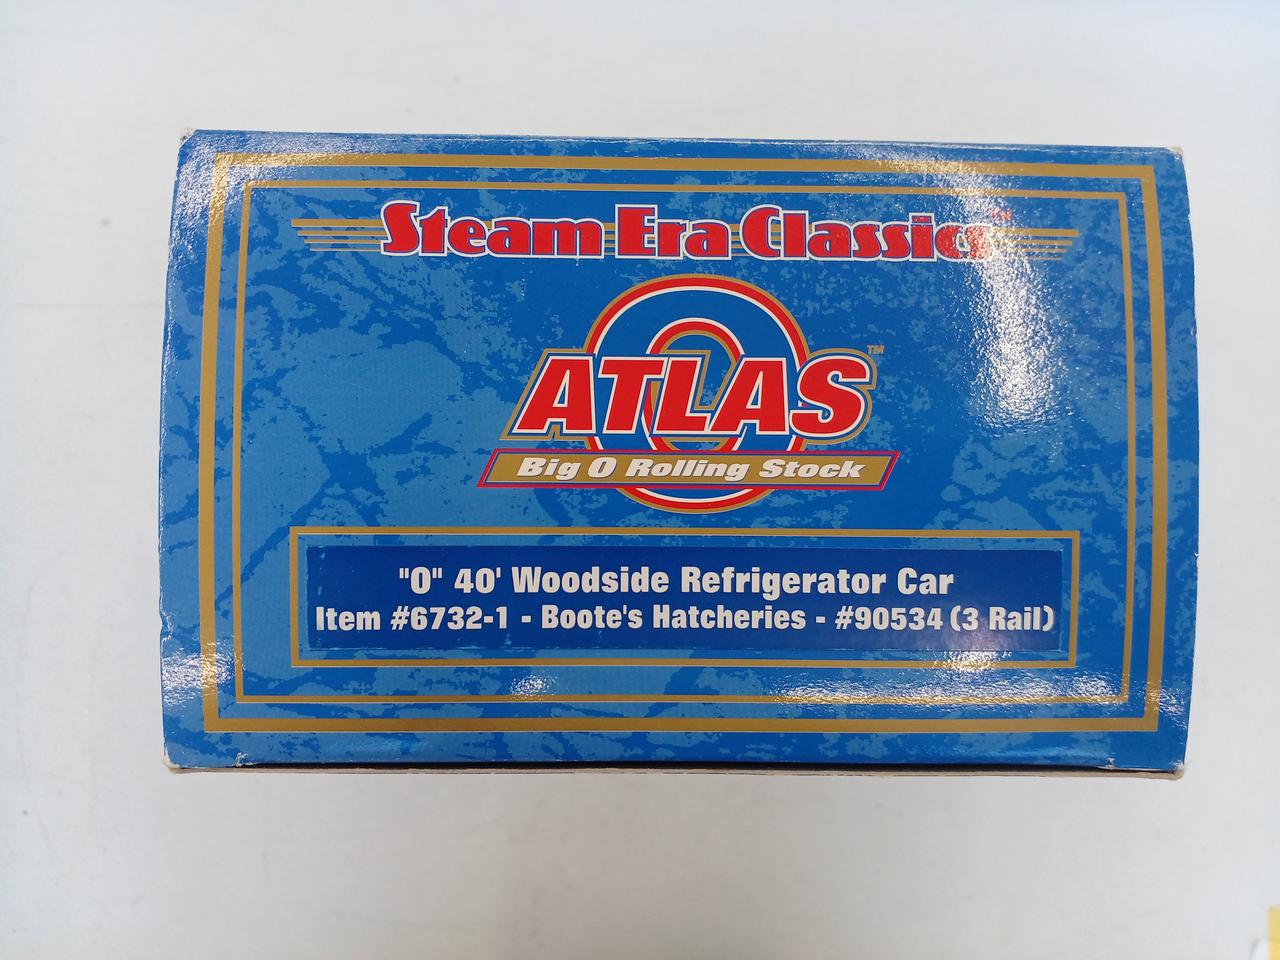 Steam Era Classics™
ATLAS™
O
Big O Rolling Stock
"O" 40' Woodside Refrigerator Car
Item #6732-1 - Boote's Hatcheries - #90534 (3 Rail)